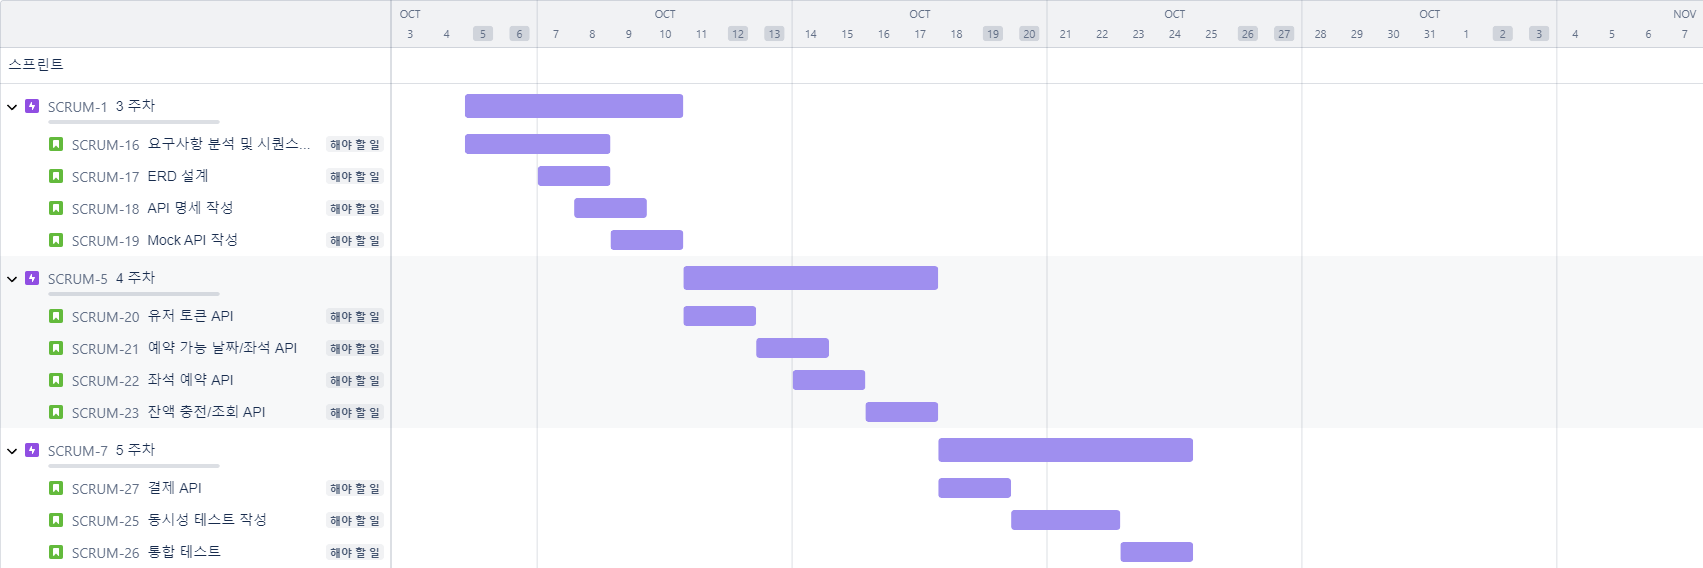 OCT OCT OCT OCT OCT NOV
3 4 5 6 7 8 9 10 11 12 13 14 15 16 17 18 19 20 21 22 23 24 25 26 27 28 29 30 31 1 2 3 4 5 6 7
스프린트
SCRUM-1 3 주차
SCRUM-16 요구사항 분석 및 시퀀스... 해야 할 일
SCRUM-17 ERD 설계 해야 할 일
SCRUM-18 API 명세 작성 해야 할 일
SCRUM-19 Mock API 작성 해야 할 일
SCRUM-5 4 주차
SCRUM-20 유저 토큰 API 해야 할 일
SCRUM-21 예약 가능 날짜/좌석 API 해야 할 일
SCRUM-22 좌석 예약 API 해야 할 일
SCRUM-23 잔액 충전/조회 API 해야 할 일
SCRUM-7 5 주차
SCRUM-27 결제 API 해야 할 일
SCRUM-25 동시성 테스트 작성 해야 할 일
SCRUM-26 통합 테스트 해야 할 일